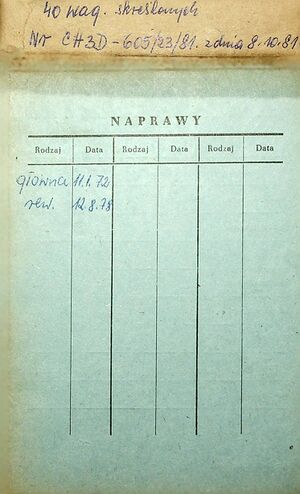 40 wag. skreślonych
Nr CH3D-605/23/81. z dnia 8.10.81
NAPRAWY
Rodzaj Data Rodzaj Data Rodzaj Data
główna 11.1.72
rew. 12.8.78